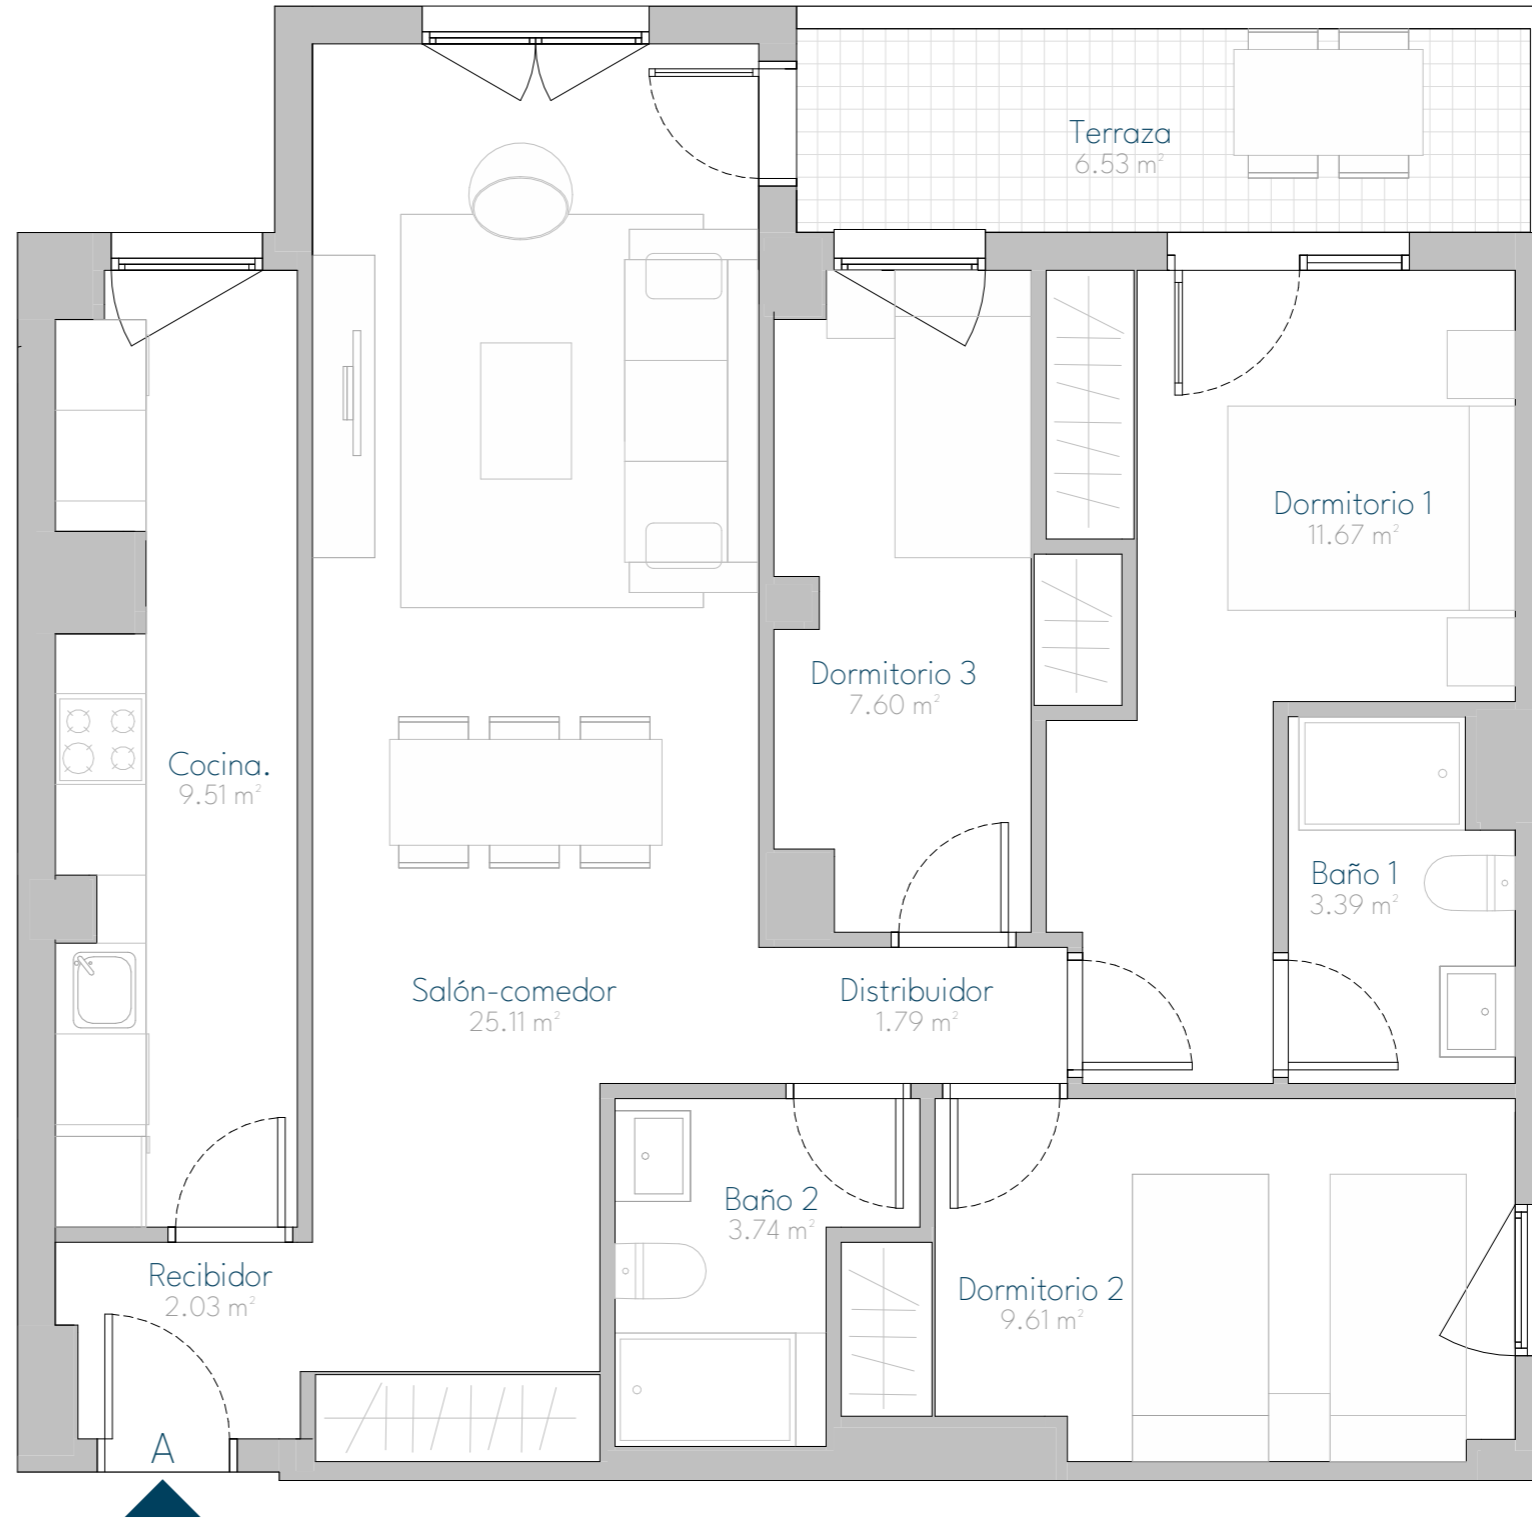 Terraza
6.53 m²
Dormitorio 1
11.67 m²
Dormitorio 3
7.60 m²
Cocina.
9.51 m²
Baño 1
3.39 m²
Salón-comedor
25.11 m²
Distribuidor
1.79 m²
Baño 2
3.74 m²
Recibidor
2.03 m²
Dormitorio 2
9.61 m²
A